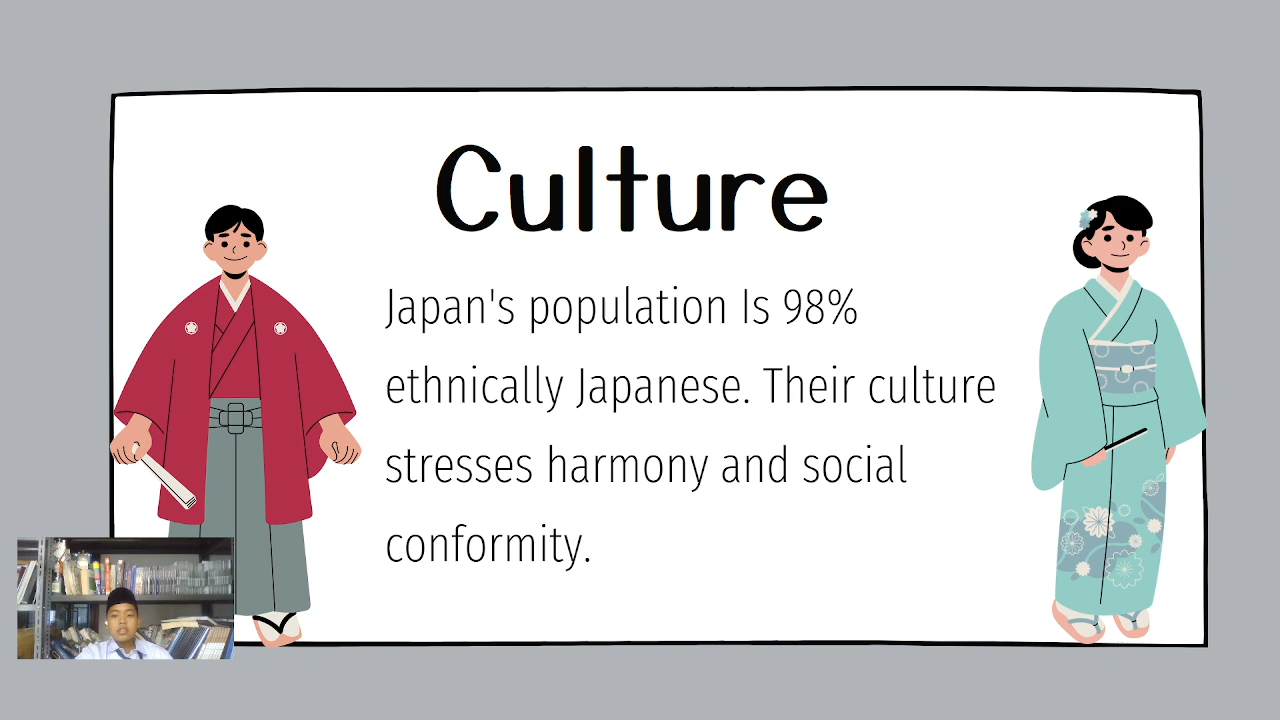 Culture
Japan's population Is 98%
ethnically Japanese. Their culture
stresses harmony and social
conformity.